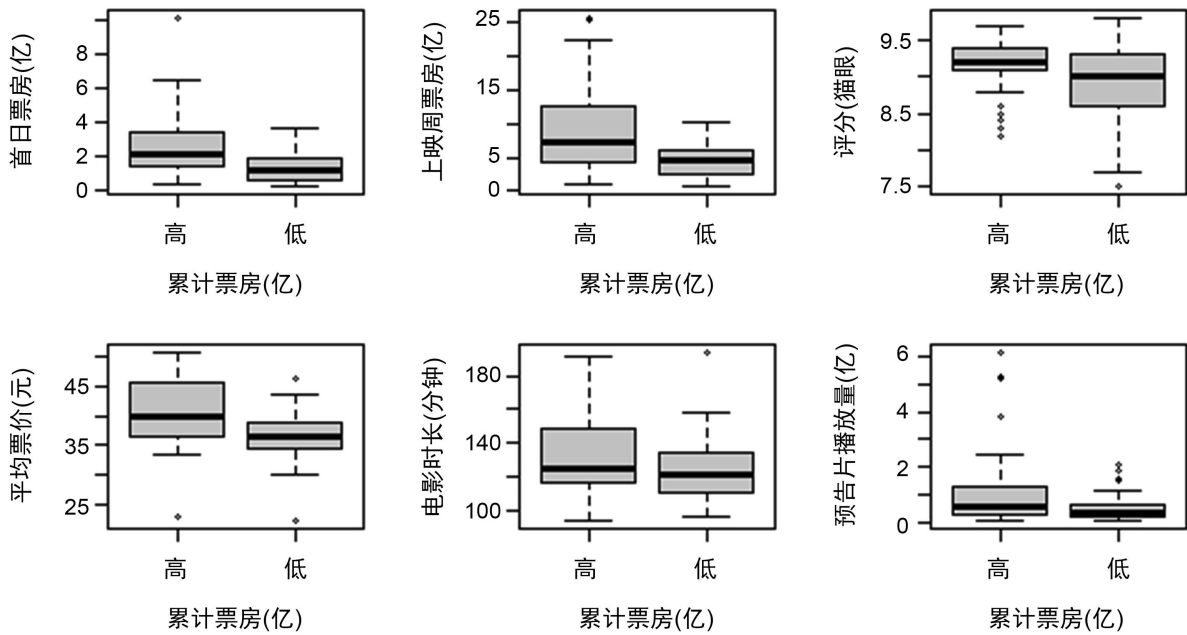 首日票房(亿)
8
6
4
2
0
高
低
累计票房(亿)
上映周票房(亿)
25
15
5
0
高
低
累计票房(亿)
评分(猫眼)
9.5
8.5
7.5
高
低
累计票房(亿)
平均票价(元)
45
35
25
高
低
累计票房(亿)
电影时长(分钟)
180
140
100
高
低
累计票房(亿)
预告片播放量(亿)
6
4
2
0
高
低
累计票房(亿)